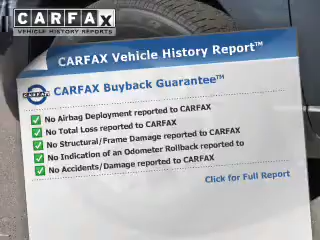 CARFAX
VEHICLE HISTORY REPORTS
CARFAX Vehicle History Report™
CARFAX
CARFAX Buyback Guarantee™
No Airbag Deployment reported to CARFAX
No Total Loss reported to CARFAX
No Structural/Frame Damage reported to CARFAX
No Indication of an Odometer Rollback reported to
No Accidents/Damage reported to CARFAX
Click for Full Report